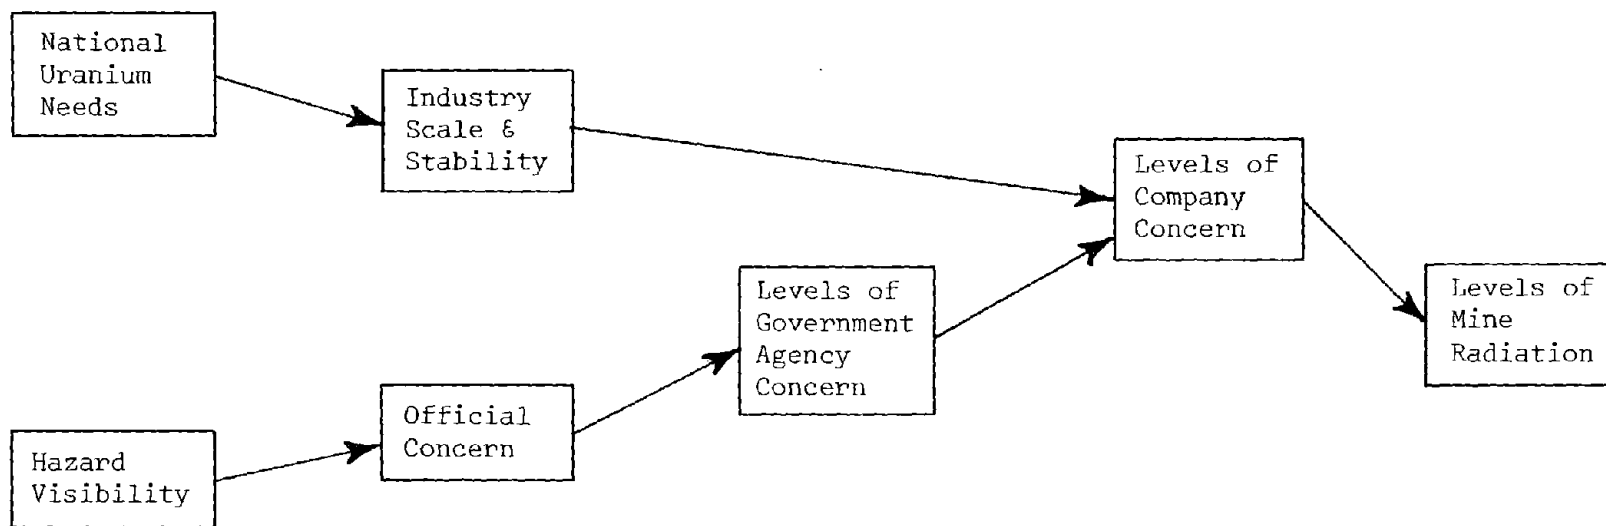 National
Uranium
Needs
Industry
Scale &
Stability
Levels of
Company
Concern
Levels of
Government
Agency
Concern
Levels of
Mine
Radiation
Official
Concern
Hazard
Visibility